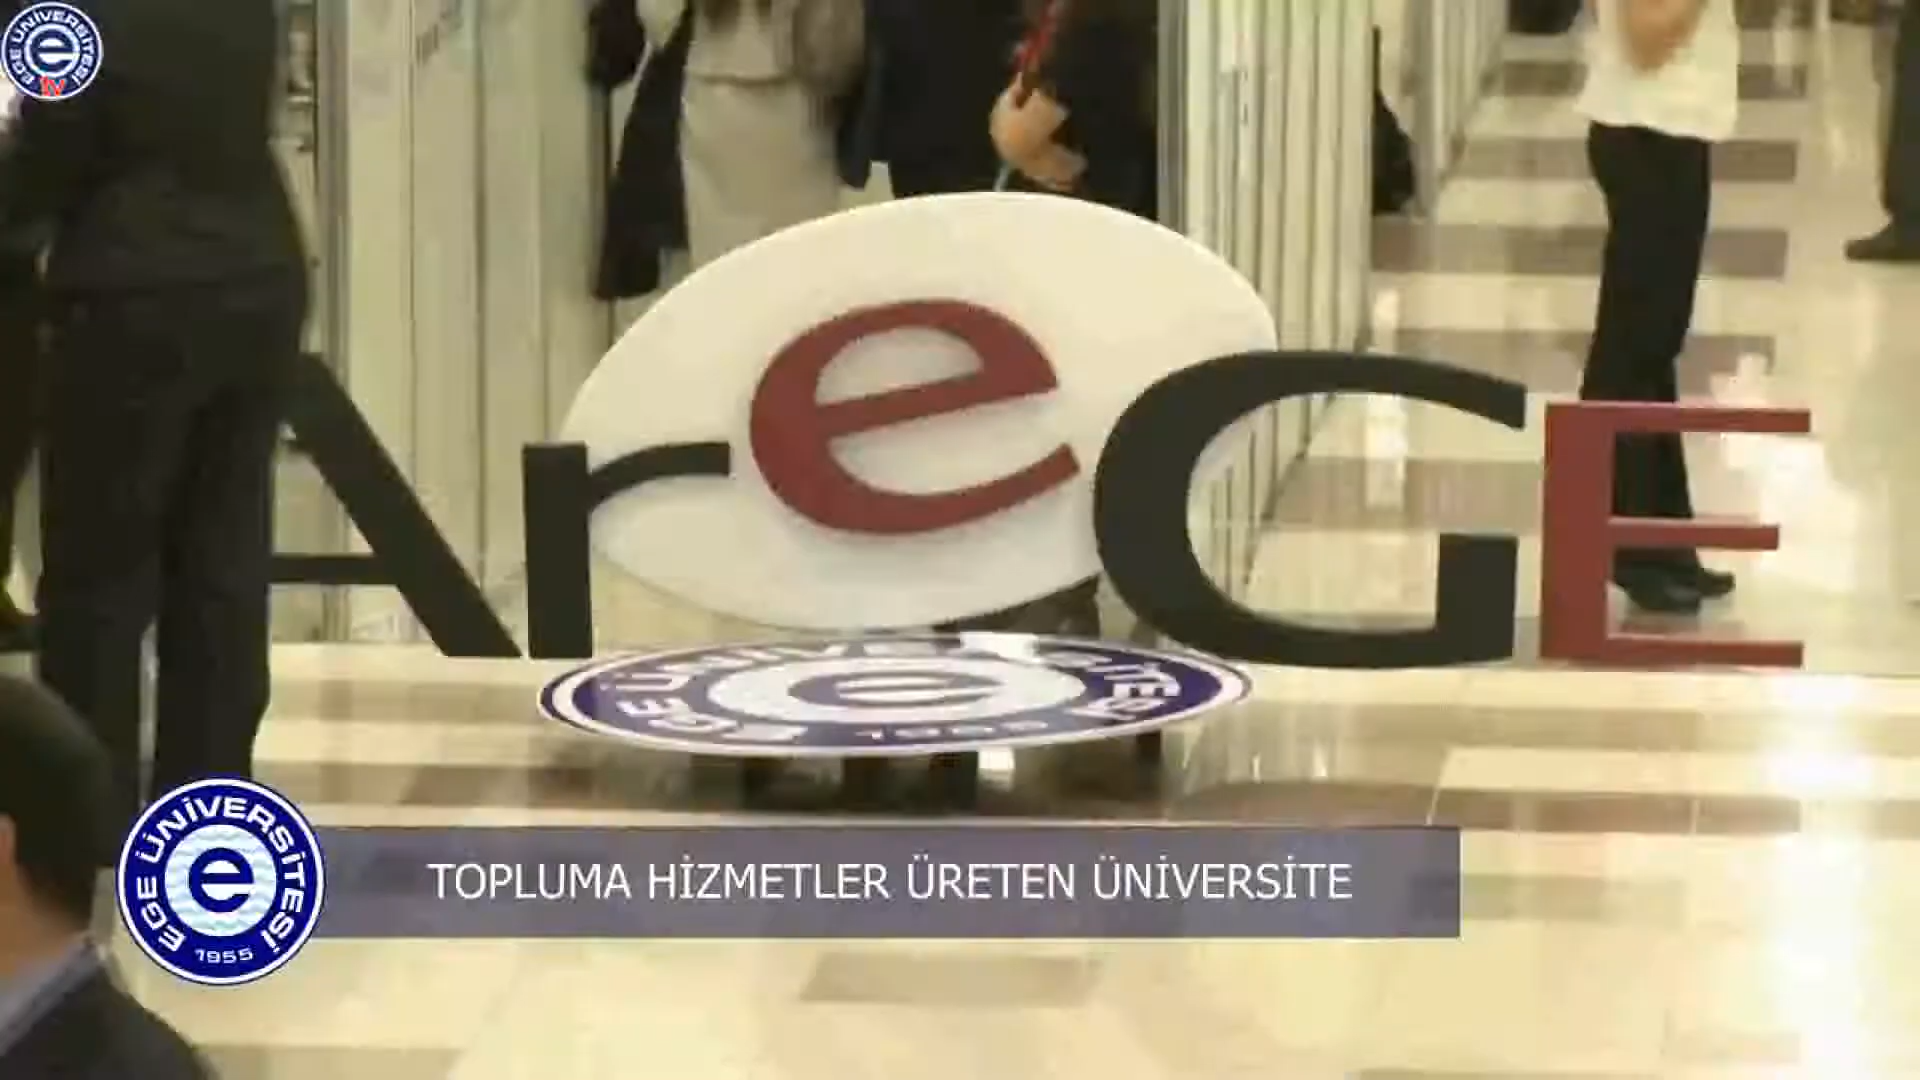 EGE ÜNİVERSİTESİ
e
tv
AreGE
EGE ÜNİVERSİTESİ
e
1955
EGE ÜNİVERSİTESİ
e
1955
TOPLUMA HİZMETLER ÜRETEN ÜNİVERSİTE